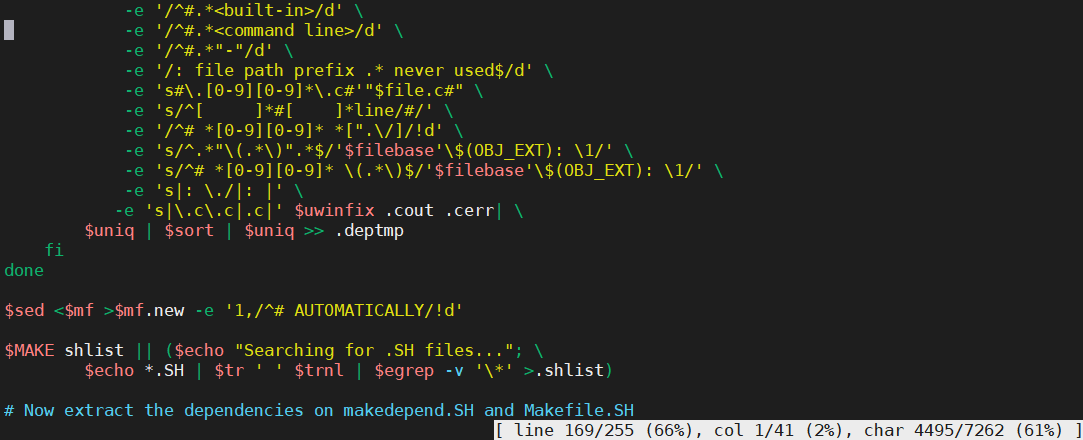 -e '/^#.*<built-in>/d' \
            -e '/^#.*<command line>/d' \
            -e '/^#.*"-"/d' \
            -e '/: file path prefix .* never used$/d' \
            -e 's#\.[0-9][0-9]*\.c#'"$file.c#" \
            -e 's/^[     ]*#[    ]*line/#/' \
            -e '/^# *[0-9][0-9]* *[".\/]/!d' \
            -e 's/^.*"\(.*\)".*$/'$filebase'\$(OBJ_EXT): \1/' \
            -e 's/^# *[0-9][0-9]* \(.*\)$/'$filebase'\$(OBJ_EXT): \1/' \
            -e 's|: \./|: |' \
           -e 's|\.c\.c|.c|' $uwinfix .cout .cerr| \
        $uniq | $sort | $uniq >> .deptmp
    fi
done

$sed <$mf >$mf.new -e '1,/^# AUTOMATICALLY/!d'

$MAKE shlist || ($echo "Searching for .SH files..."; \
        $echo *.SH | $tr ' ' $trnl | $egrep -v '\*' >.shlist)

# Now extract the dependencies on makedepend.SH and Makefile.SH
[ line 169/255 (66%), col 1/41 (2%), char 4495/7262 (61%) ]